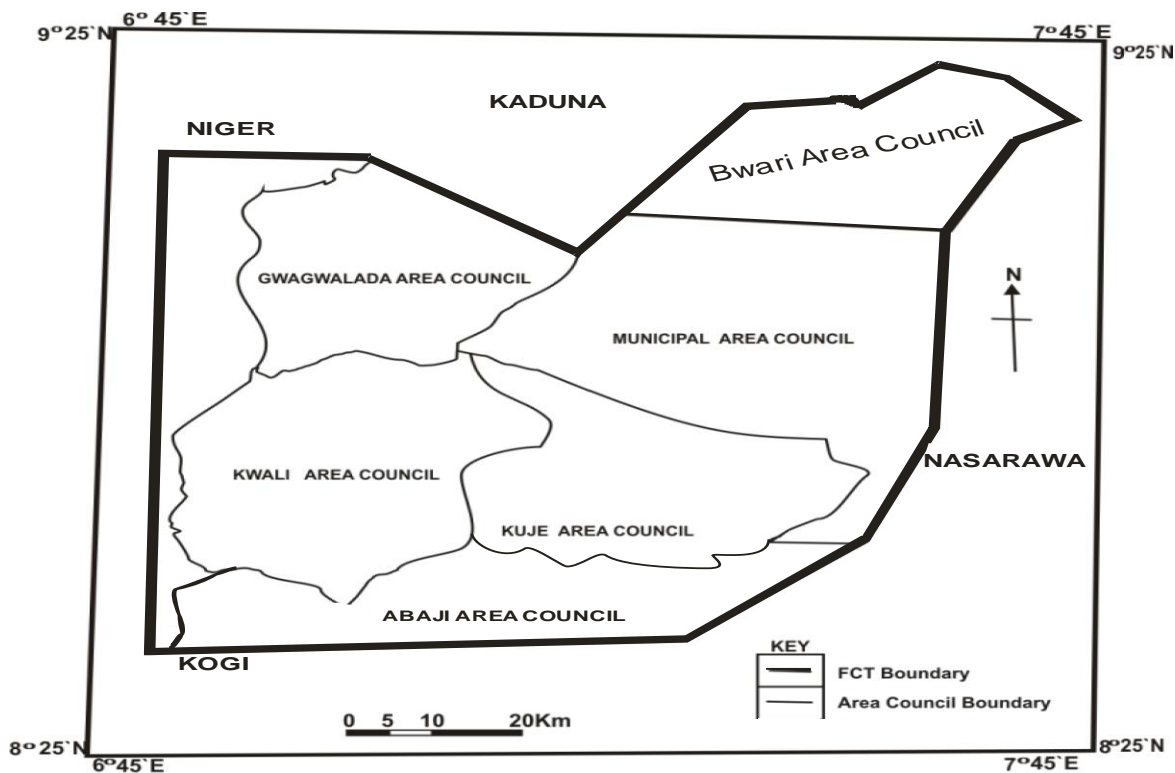 6° 45`E
7° 45`E
9° 25`N
9° 25`N
KADUNA
NIGER
Bwari Area Council
GWAGWALADA AREA COUNCIL
N
MUNICIPAL AREA COUNCIL
NASARAWA
KWALI AREA COUNCIL
KUJE AREA COUNCIL
ABAJI AREA COUNCIL
KOGI
KEY
FCT Boundary
Area Council Boundary
0 5 10 20Km
8° 25`N
8° 25`N
6° 45`E
7° 45`E